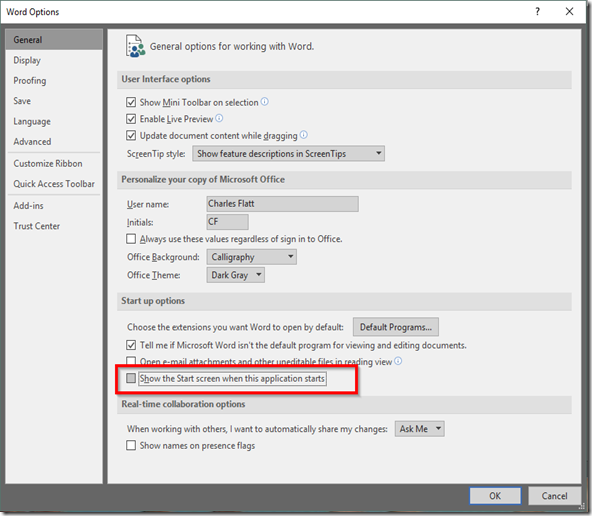 Word Options
?
General
Display
Proofing
Save
Language
Advanced
Customize Ribbon
Quick Access Toolbar
Add-ins
Trust Center
General options for working with Word.
User Interface options
Show Mini Toolbar on selection
Enable Live Preview
Update document content while dragging
ScreenTip style: Show feature descriptions in ScreenTips
Personalize your copy of Microsoft Office
User name: Charles Flatt
Initials: CF
Always use these values regardless of sign in to Office.
Office Background: Calligraphy
Office Theme: Dark Gray
Start up options
Choose the extensions you want Word to open by default: Default Programs...
Tell me if Microsoft Word isn't the default program for viewing and editing documents.
Open e-mail attachments and other uneditable files in reading view
Show the Start screen when this application starts
Real-time collaboration options
When working with others, I want to automatically share my changes: Ask Me
Show names on presence flags
OK Cancel